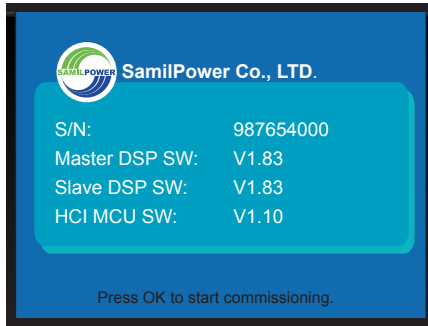 SAMILPOWER SamilPower Co., LTD.
S/N: 987654000
Master DSP SW: V1.83
Slave DSP SW: V1.83
HCI MCU SW: V1.10
Press OK to start commissioning.